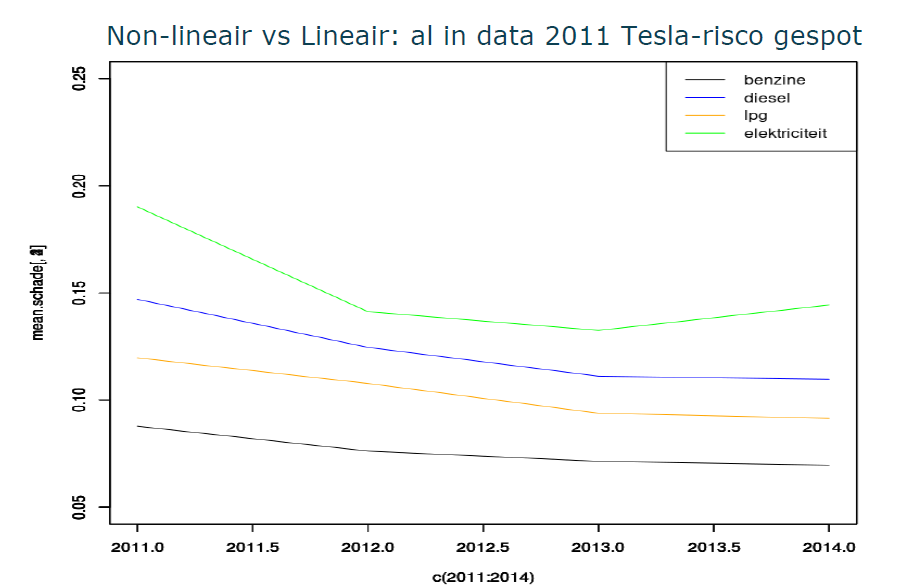 Non-lineair vs Lineair: al in data 2011 Tesla-risco gespot
benzine
diesel
lpg
elektriciteit
0.25
0.20
0.15
0.10
0.05
mean.schade[,
2011.0 2011.5 2012.0 2012.5 2013.0 2013.5 2014.0
c(2011:2014)